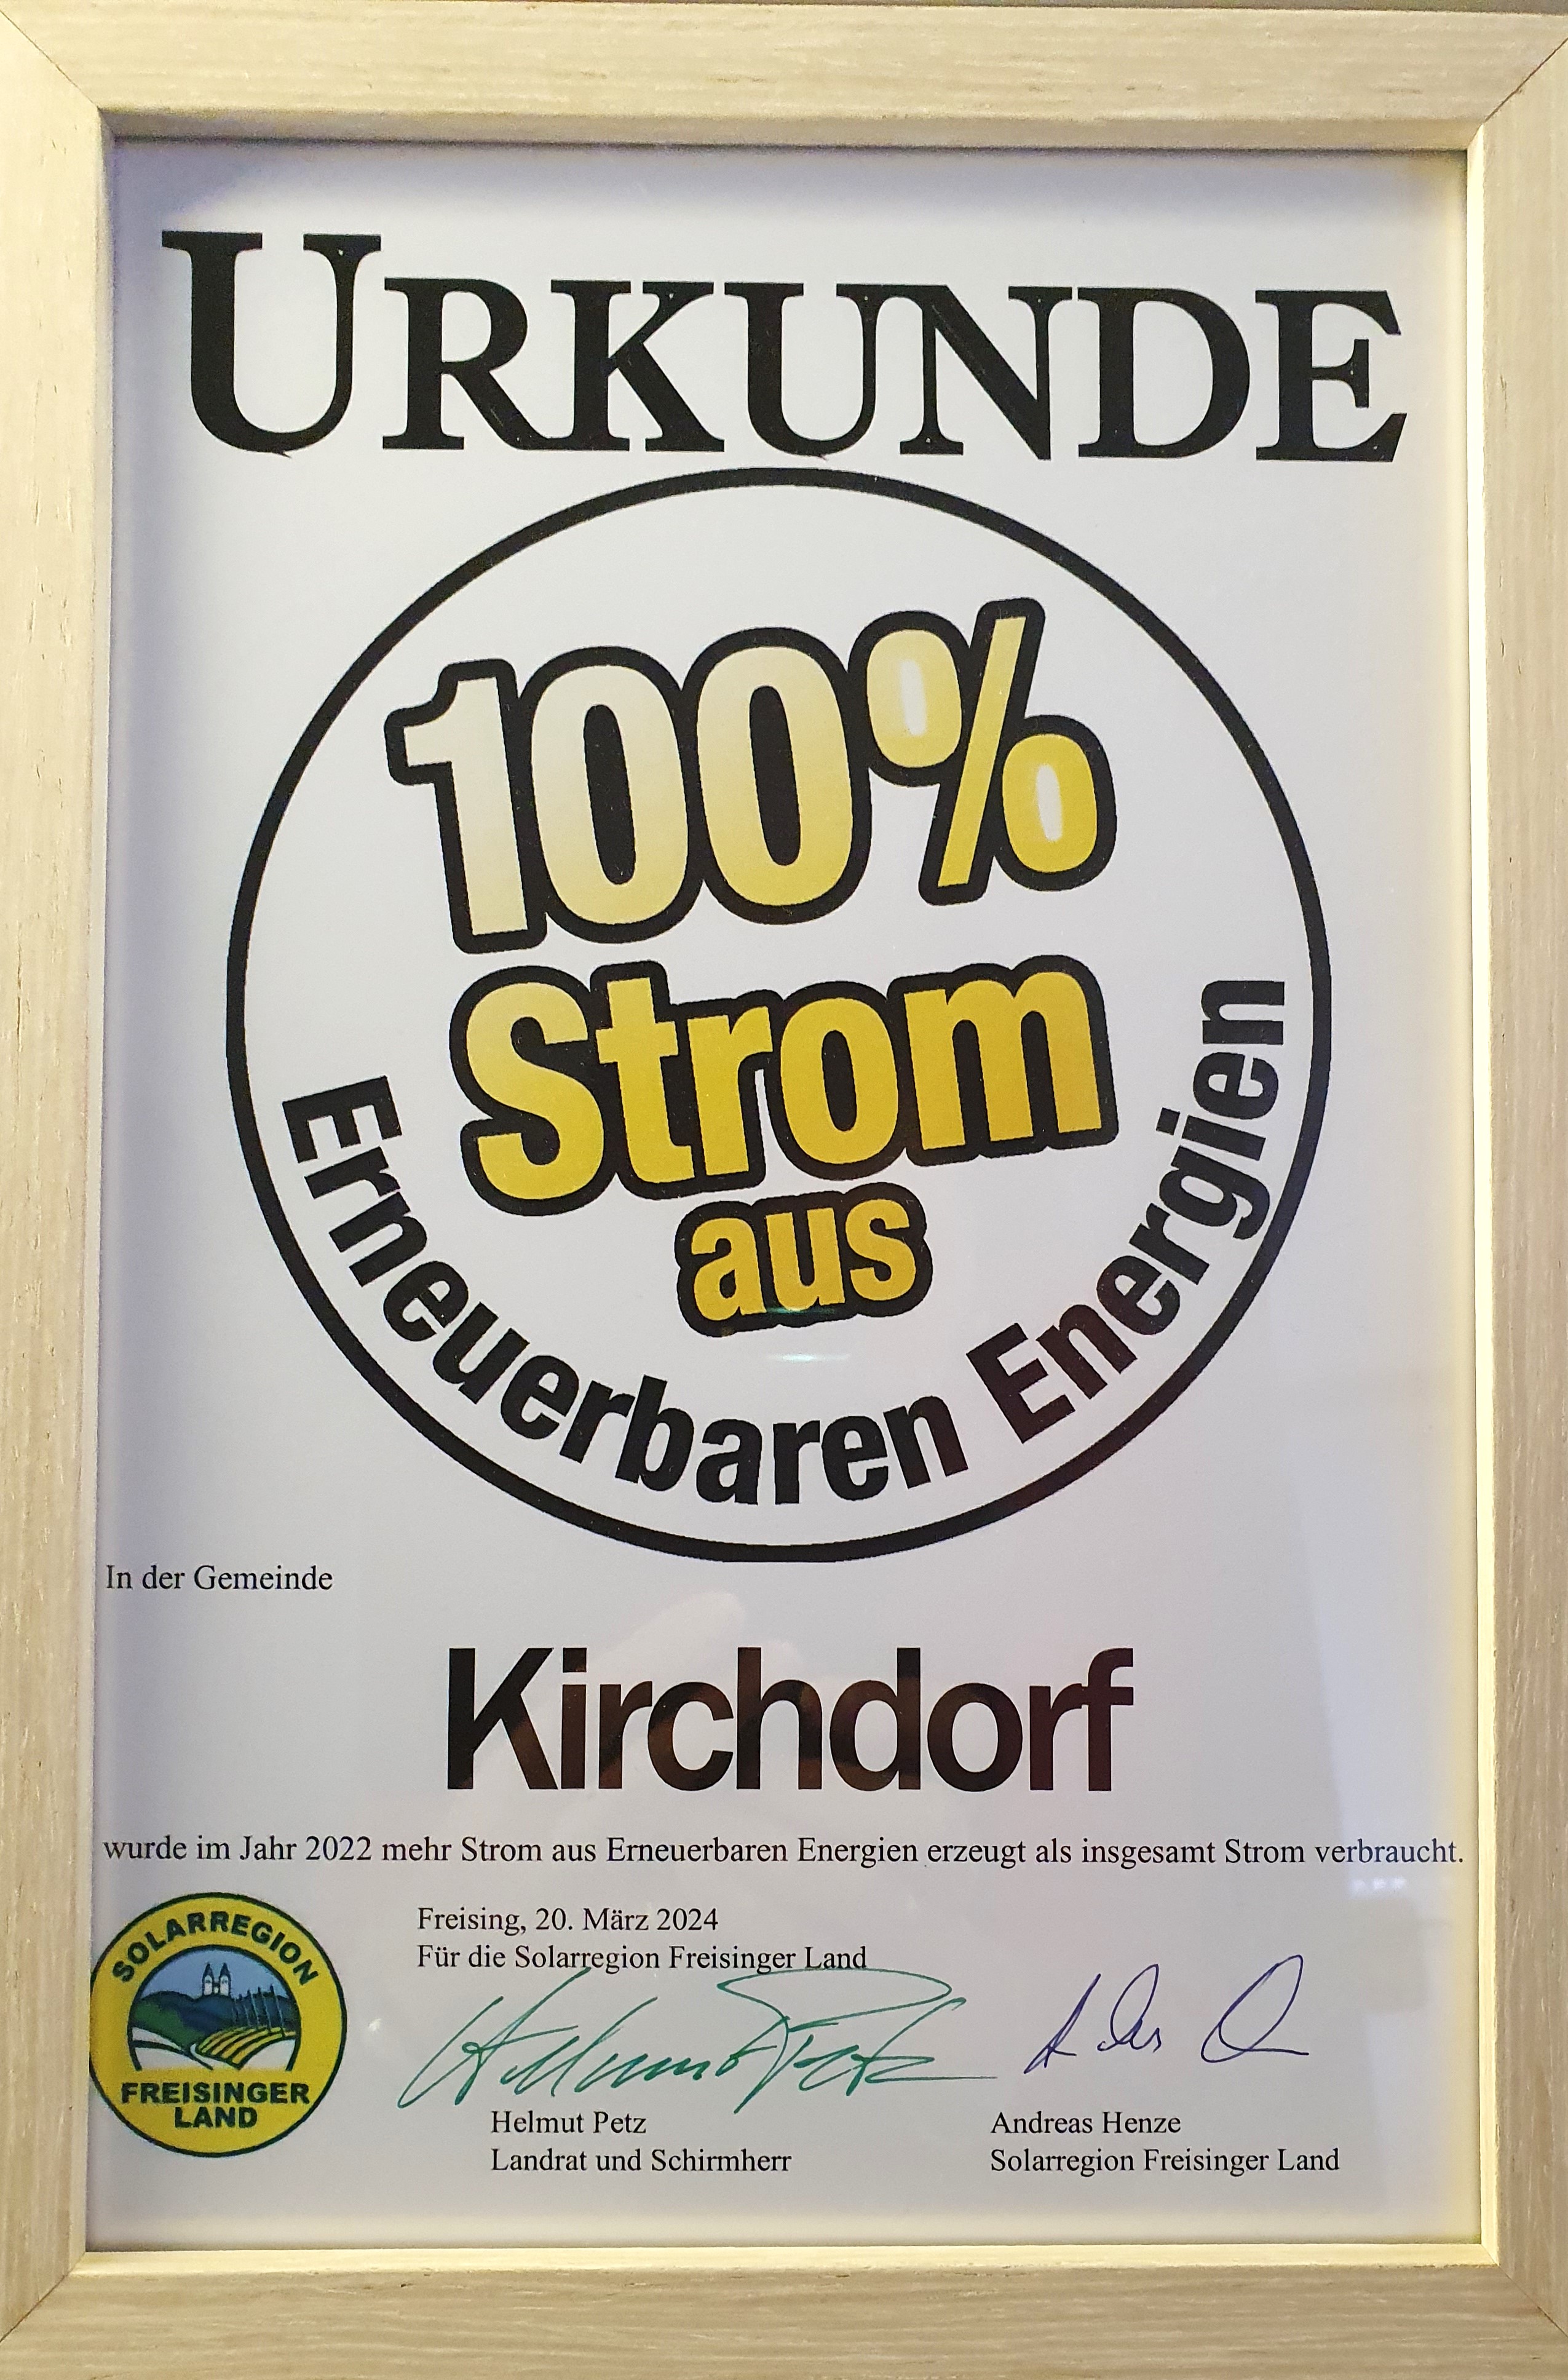 URKUNDE
100%
Strom
aus
Erneuerbaren Energien
In der Gemeinde
Kirchdorf
wurde im Jahr 2022 mehr Strom aus Erneuerbaren Energien erzeugt als insgesamt Strom verbraucht.
Freising, 20. März 2024
Für die Solarregion Freisinger Land
SOLARREGION
FREISINGER
LAND
Helmut Petz
Helmut Petz
Landrat und Schirmherr
Andreas Henze
Solarregion Freisinger Land